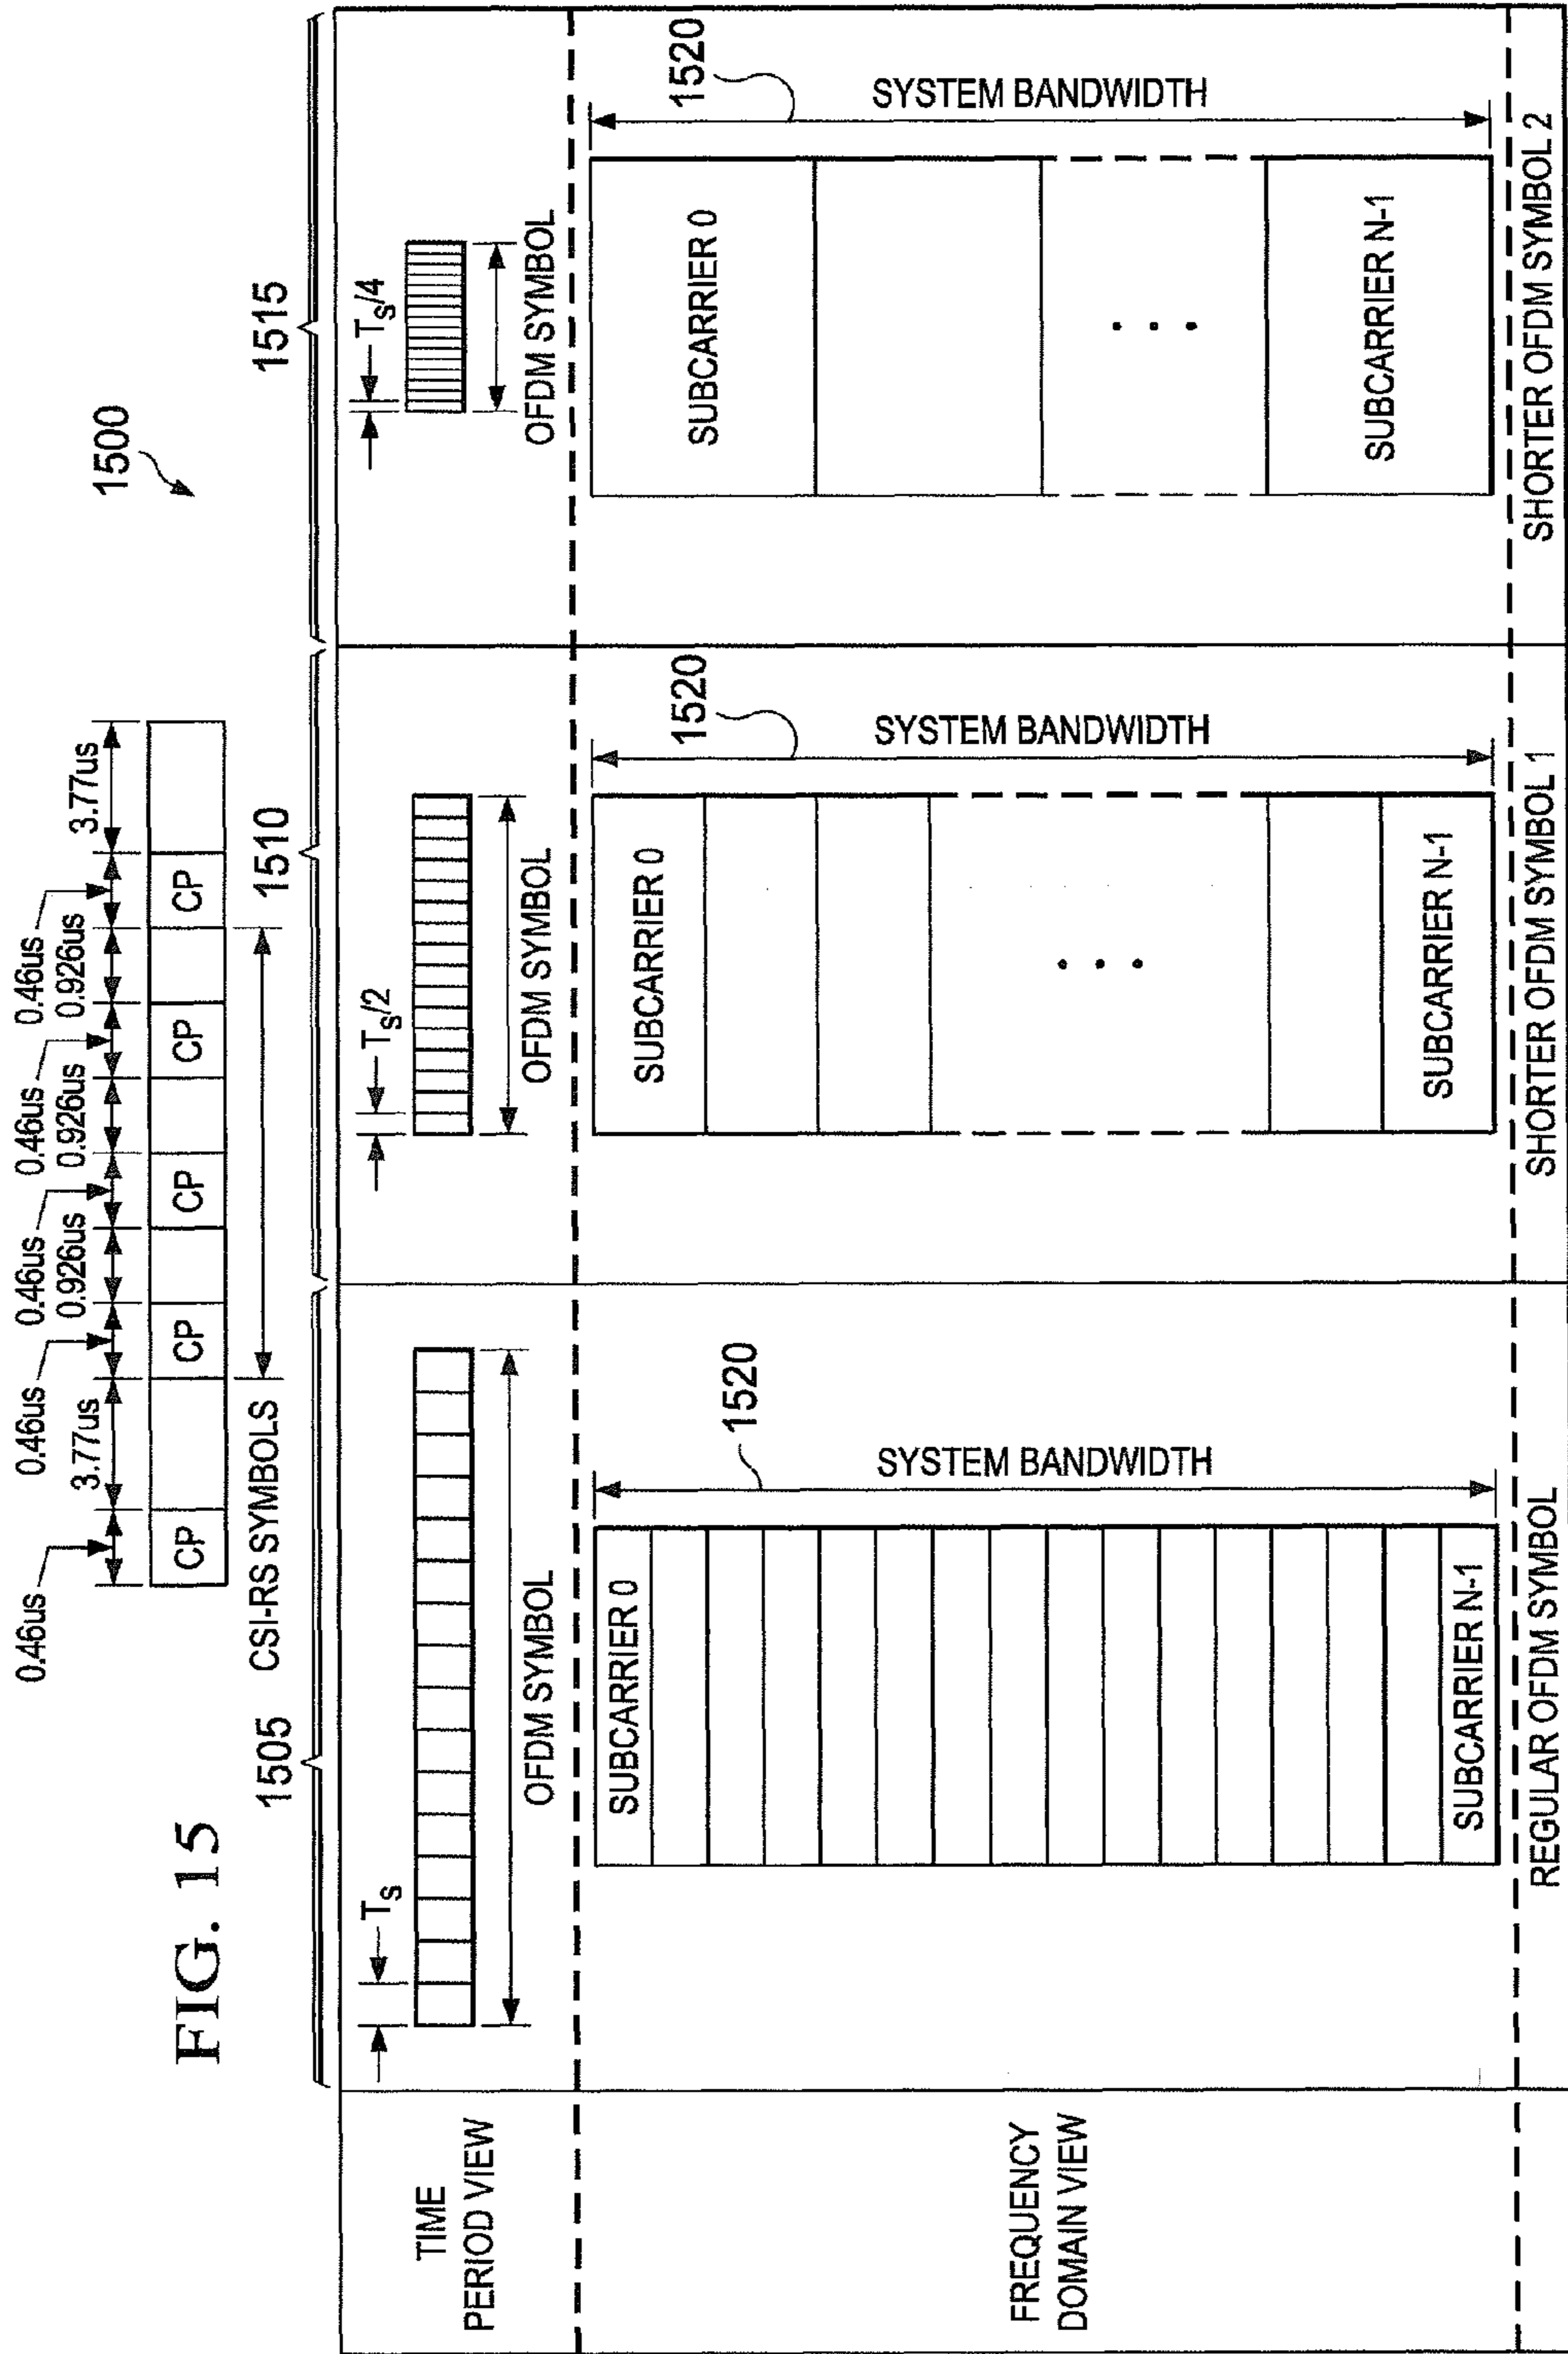 FIG. 15
1500
0.46us
0.46us
0.46us
0.46us
0.46us
3.77us
0.926us
0.926us
0.926us
3.77us
CP
CP
CP
CP
CP
CSI-RS SYMBOLS
1505
1510
1515
TIME
PERIOD VIEW
Ts
OFDM SYMBOL
Ts/2
OFDM SYMBOL
Ts/4
OFDM SYMBOL
FREQUENCY
DOMAIN VIEW
SUBCARRIER 0
SUBCARRIER N-1
SYSTEM BANDWIDTH
1520
SUBCARRIER 0
• • •
SUBCARRIER N-1
SYSTEM BANDWIDTH
1520
SUBCARRIER 0
• • •
SUBCARRIER N-1
SYSTEM BANDWIDTH
1520
REGULAR OFDM SYMBOL
SHORTER OFDM SYMBOL 1
SHORTER OFDM SYMBOL 2